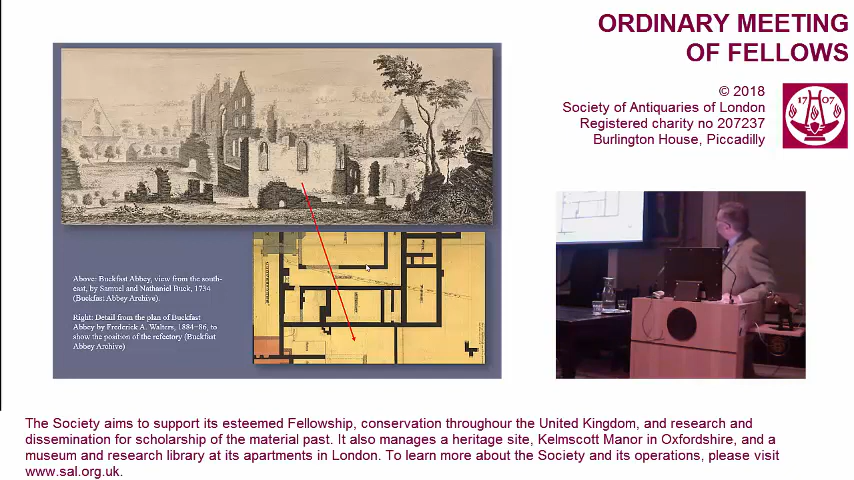 ORDINARY MEETING
OF FELLOWS
© 2018
Society of Antiquaries of London
Registered charity no 207237
Burlington House, Piccadilly
17 07
Above: Buckfast Abbey, view from the south-
east, by Samuel and Nathaniel Buck, 1734
(Buckfast Abbey Archive).
Right: Detail from the plan of Buckfast
Abbey by Frederick A. Walters, 1884–86, to
show the position of the refectory (Buckfast
Abbey Archive)
The Society aims to support its esteemed Fellowship, conservation throughour the United Kingdom, and research and
dissemination for scholarship of the material past. It also manages a heritage site, Kelmscott Manor in Oxfordshire, and a
museum and research library at its apartments in London. To learn more about the Society and its operations, please visit
www.sal.org.uk.